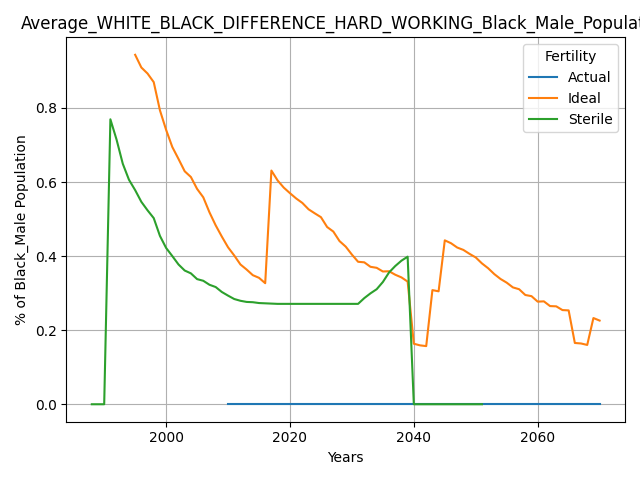 Average_WHITE_BLACK_DIFFERENCE_HARD_WORKING_Black_Male_Populat
% of Black_Male Population
0.8
0.6
0.4
0.2
0.0
Fertility
Actual
Ideal
Sterile
2000 2020 2040 2060
Years